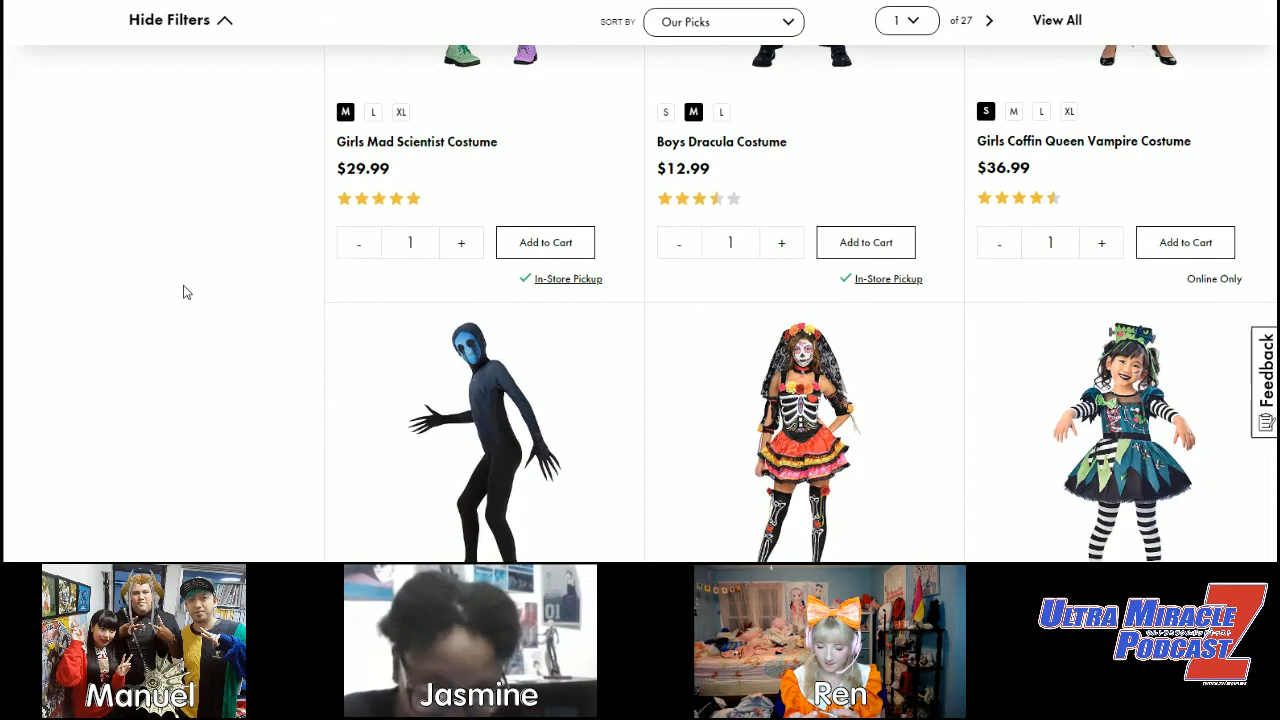 Hide Filters
SORT BY
Our Picks
1
of 27
View All
M L XL
Girls Mad Scientist Costume
$29.99
- 1 +
Add to Cart
In-Store Pickup
S M L
Boys Dracula Costume
$12.99
- 1 +
Add to Cart
In-Store Pickup
S M L XL
Girls Coffin Queen Vampire Costume
$36.99
- 1 +
Add to Cart
Online Only
Feedback
Manuel
Jasmine
Ren
ULTRA MIRACLE
PODCAST
Z